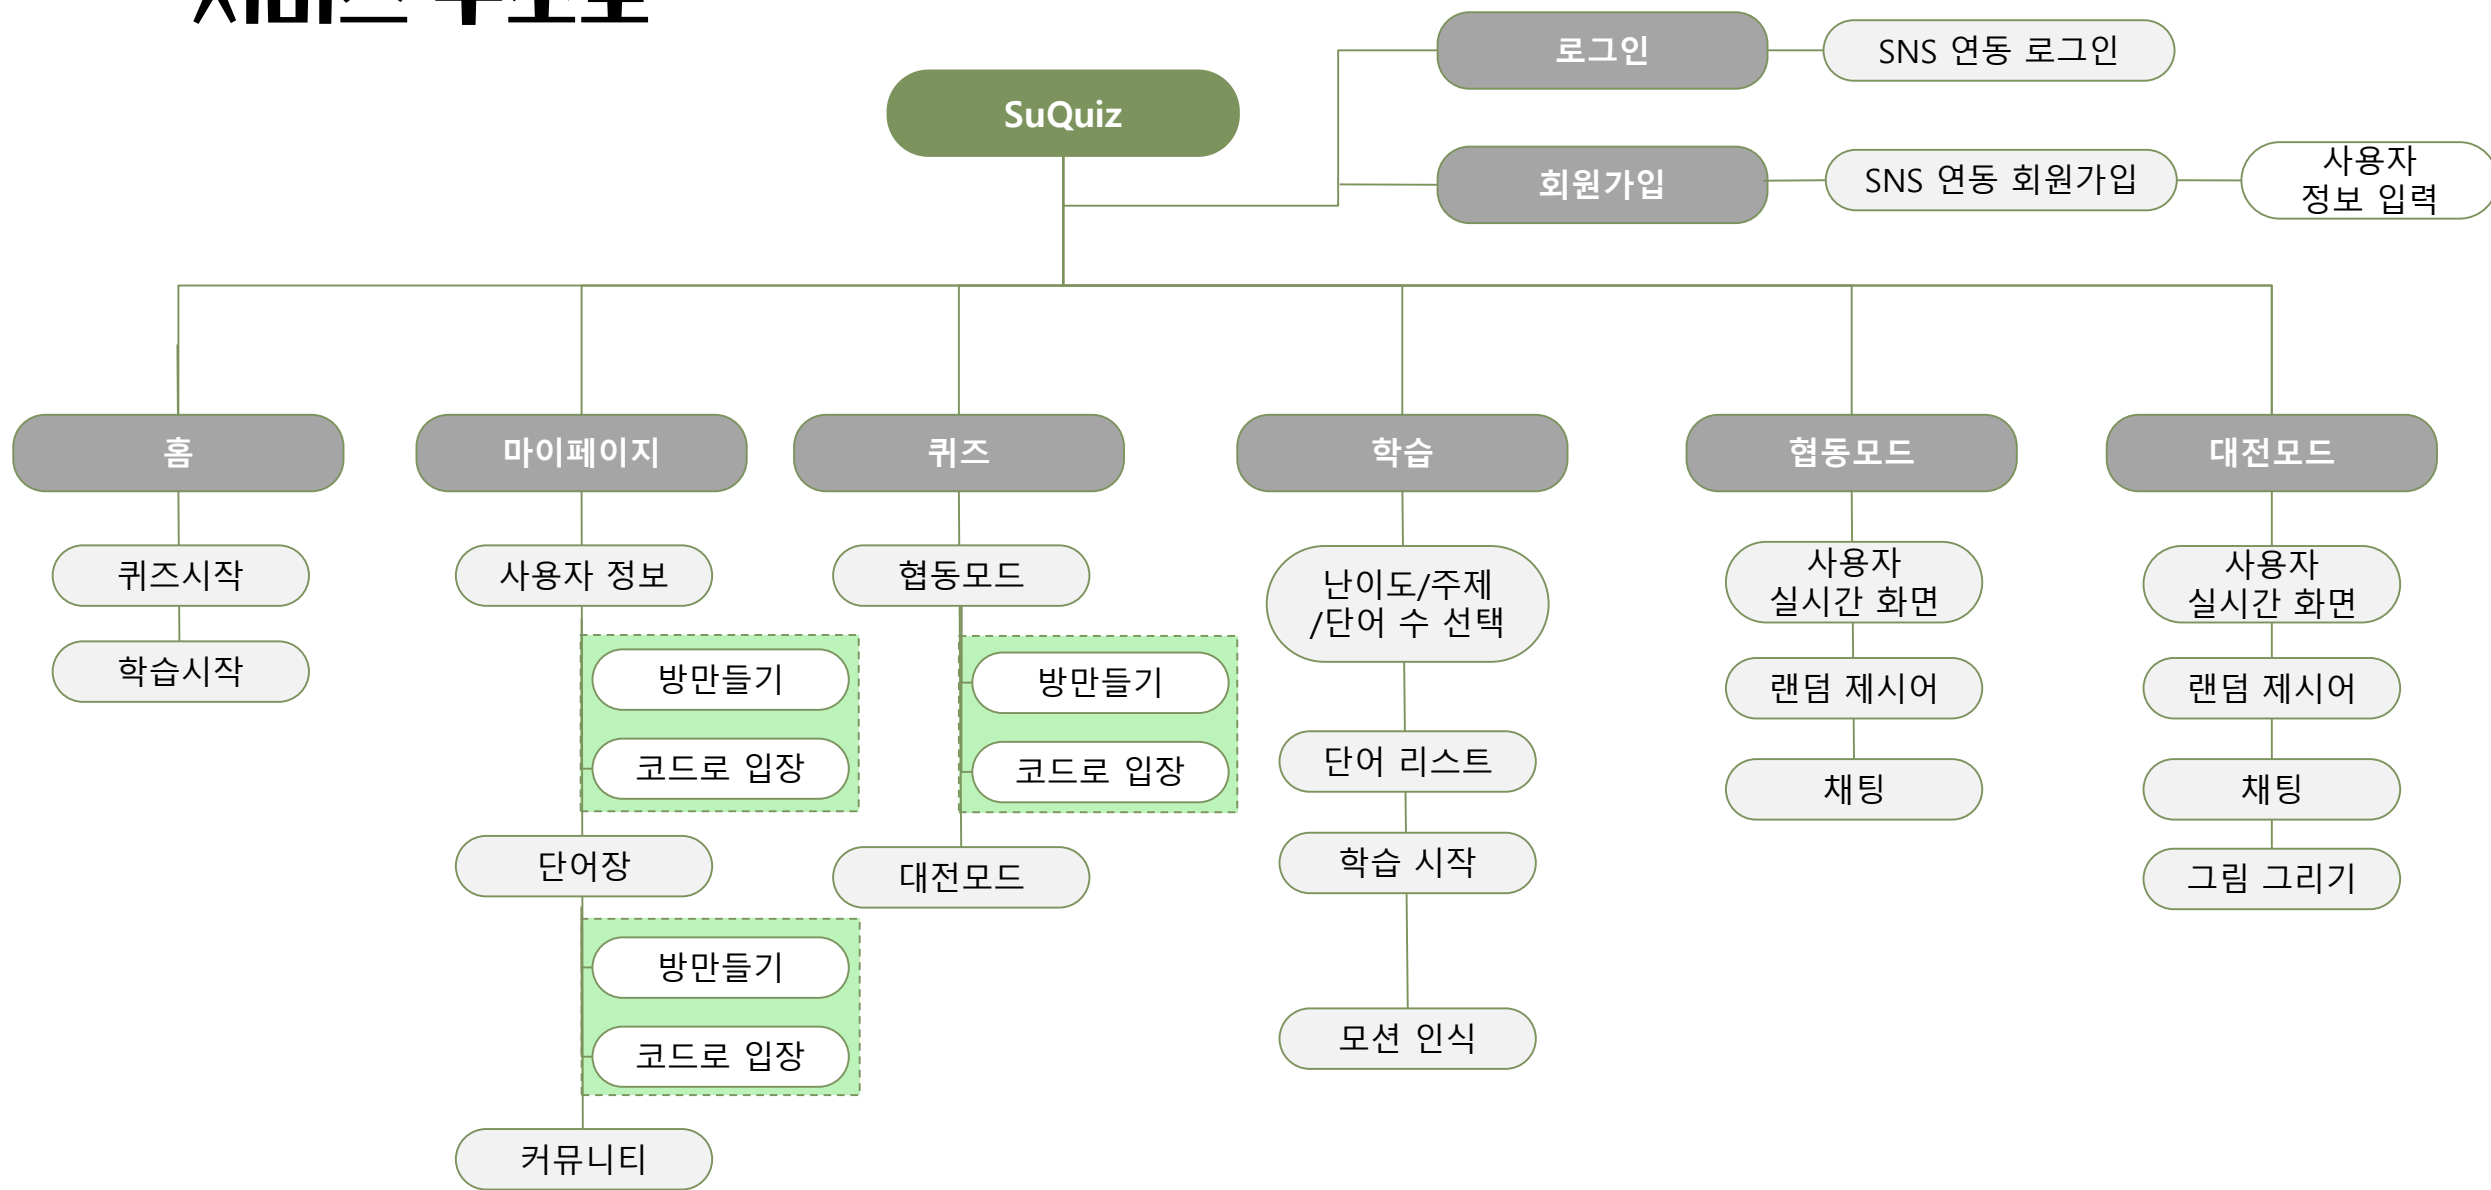 로그인
SNS 연동 로그인
SuQuiz
회원가입
SNS 연동 회원가입
사용자
정보 입력
홈
마이페이지
퀴즈
학습
협동모드
대전모드
퀴즈시작
학습시작
사용자 정보
방만들기
코드로 입장
단어장
방만들기
코드로 입장
커뮤니티
협동모드
방만들기
코드로 입장
대전모드
난이도/주제
/단어 수 선택
단어 리스트
학습 시작
모션 인식
사용자
실시간 화면
랜덤 제시어
채팅
사용자
실시간 화면
랜덤 제시어
채팅
그림 그리기